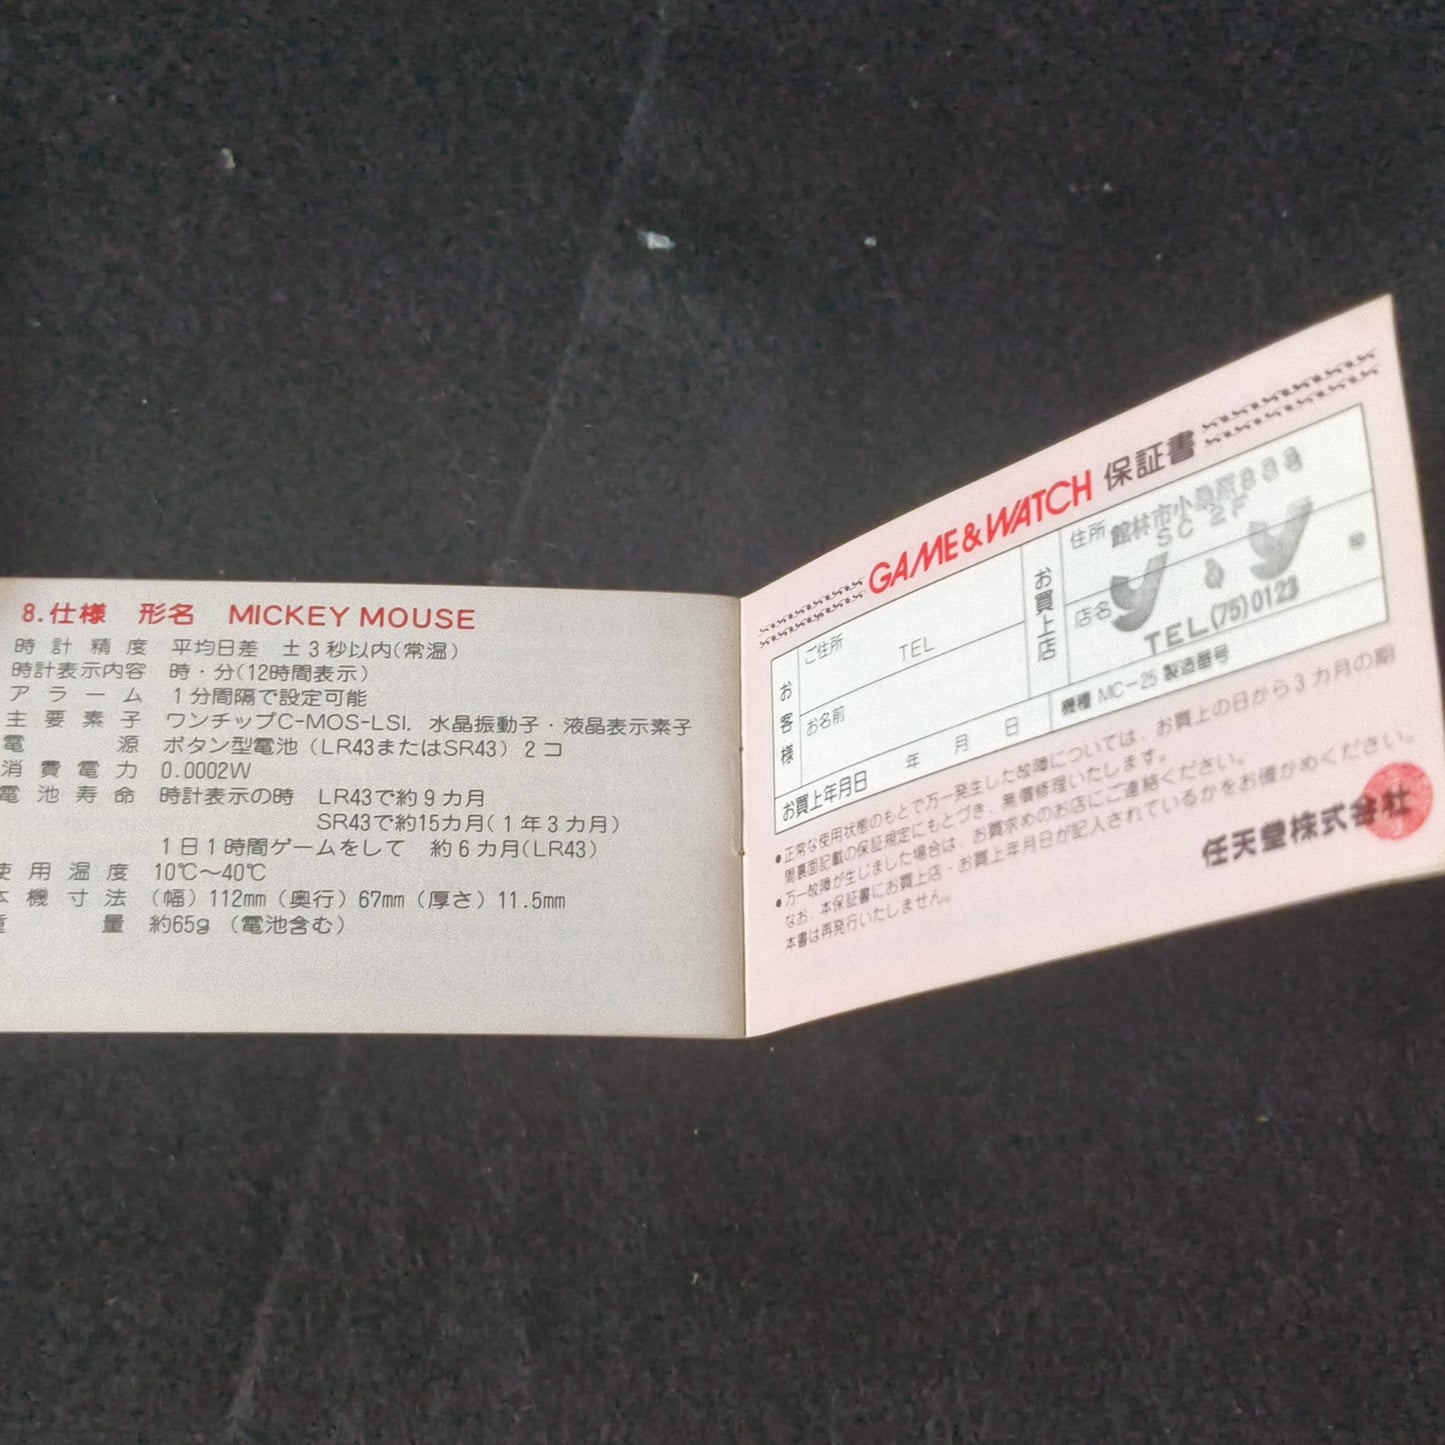 8.仕様 形名 MICKEY MOUSE
時計精度 平均日差 ±3秒以内(常温)
時計表示内容 時・分(12時間表示)
アラーム 1分間隔で設定可能
主要素子 ワンチップC-MOS-LSI, 水晶振動子・液晶表示素子
電源 ボタン型電池(LR43またはSR43)2コ
消費電力 0.0002W
電池寿命 時計表示の時 LR43で約9カ月
SR43で約15カ月(1年3カ月)
1日1時間ゲームをして 約6カ月(LR43)
使用温度 10℃〜40℃
本機寸法 (幅)112mm(奥行)67mm(厚さ)11.5mm
重量 約65g(電池含む)
GAME&WATCH 保証書
お客様
ご住所
TEL
お名前
お買上年月日 年 月 日
お買上店
住所 館林市小桑原888
SC 2F
店名 Y&Y
印
TEL(75)0123
機種 MC-25 製造番号
●正常な使用状態のもとで万一発生した故障については、お買上の日から3カ月の期
間裏面記載の保証規定にもとづき、無償修理いたします。
●万一故障が生じました場合は、お買求めのお店にご連絡ください。
なお、本保証書にお買上店・お買上年月日が記入されているかをお確かめください。
本書は再発行いたしません。
任天堂株式会社